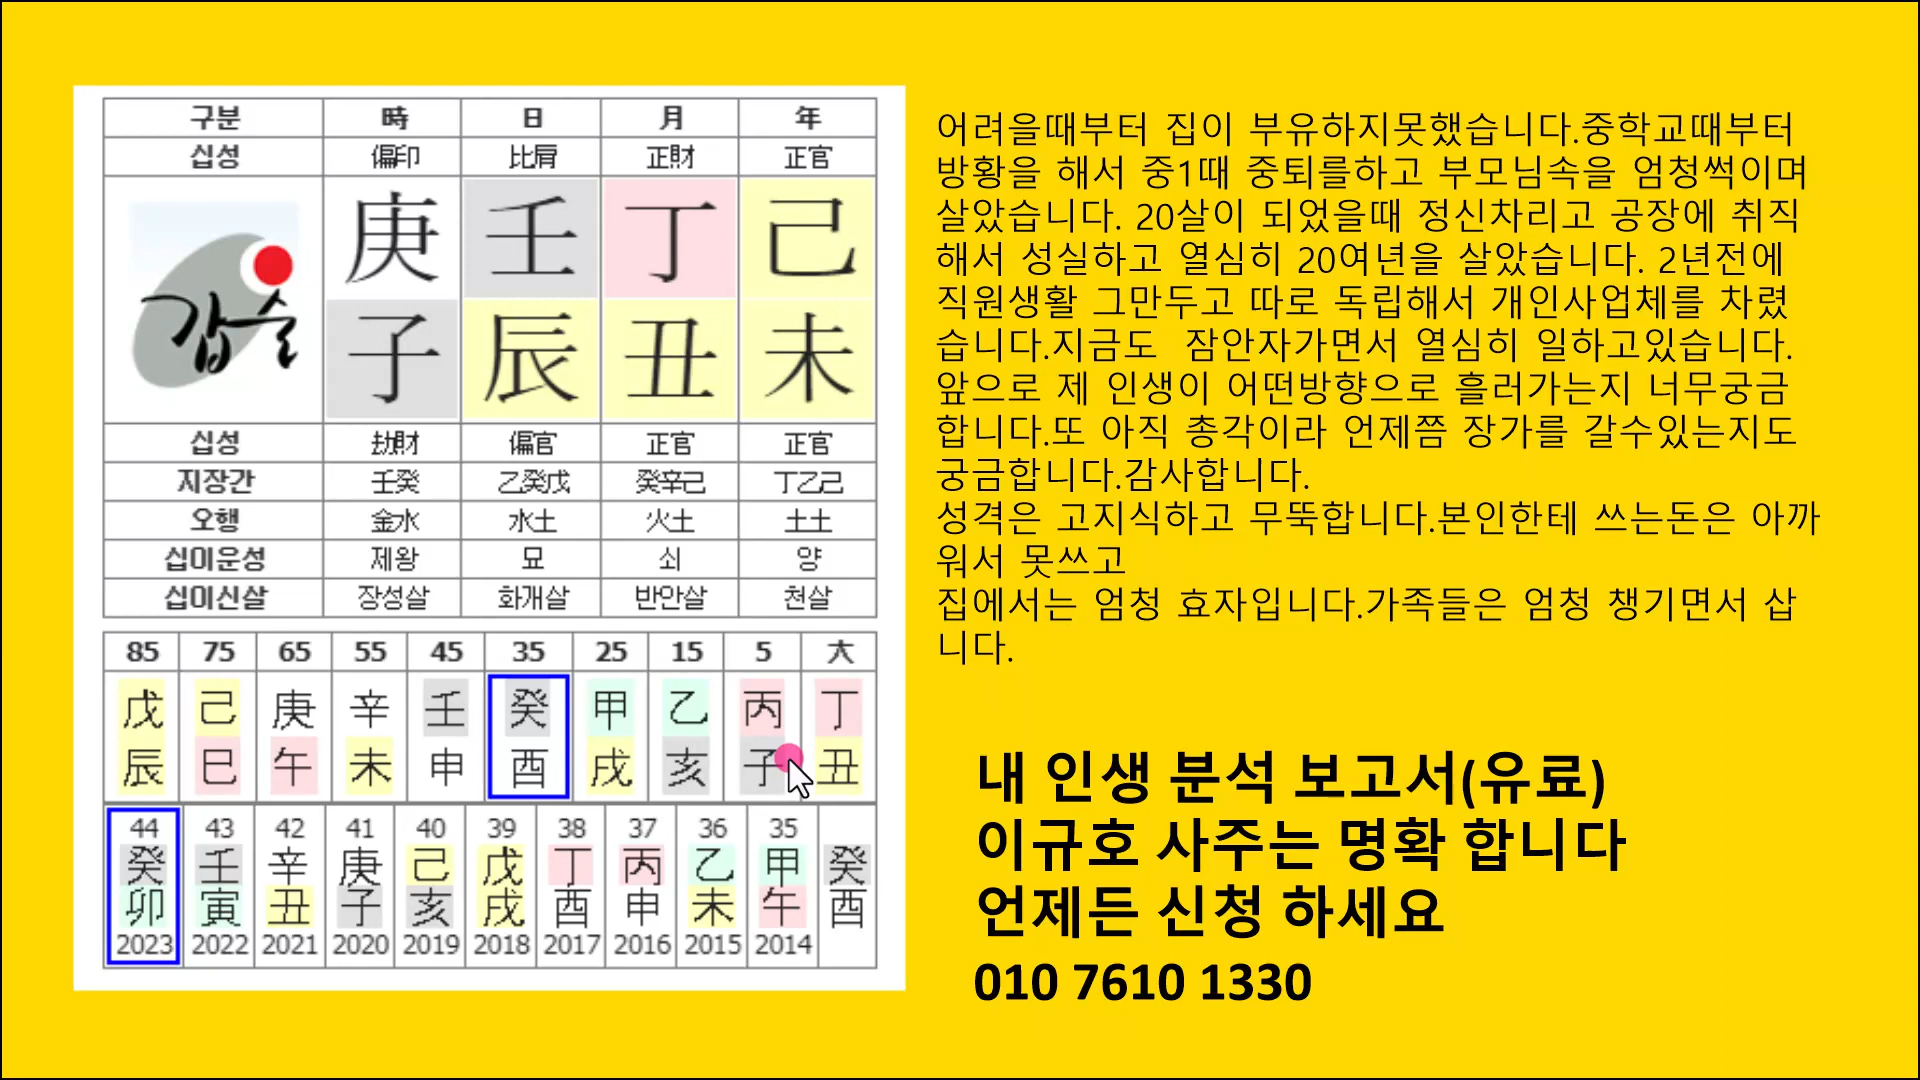 구분 時 日 月 年
십성 偏印 比肩 正財 正官
庚 壬 丁 己
갑술
子 辰 丑 未
십성 劫財 偏官 正官 正官
지장간 壬癸 乙癸戊 癸辛己 丁乙己
오행 金水 水土 火土 土土
십이운성 제왕 묘 쇠 양
십이신살 장성살 화개살 반안살 천살
85 75 65 55 45 35 25 15 5 大
戊 己 庚 辛 壬 癸 甲 乙 丙 丁
辰 巳 午 未 申 酉 戌 亥 子 丑
44 43 42 41 40 39 38 37 36 35
癸 壬 辛 庚 己 戊 丁 丙 乙 甲 癸
卯 寅 丑 子 亥 戌 酉 申 未 午 酉
2023 2022 2021 2020 2019 2018 2017 2016 2015 2014
어려을때부터 집이 부유하지못했습니다.중학교때부터
방황을 해서 중1때 중퇴를하고 부모님속을 엄청썩이며
살았습니다. 20살이 되었을때 정신차리고 공장에 취직
해서 성실하고 열심히 20여년을 살았습니다. 2년전에
직원생활 그만두고 따로 독립해서 개인사업체를 차렸
습니다.지금도 잠안자가면서 열심히 일하고있습니다.
앞으로 제 인생이 어떤방향으로 흘러가는지 너무궁금
합니다.또 아직 총각이라 언제쯤 장가를 갈수있는지도
궁금합니다.감사합니다.
성격은 고지식하고 무뚝합니다.본인한테 쓰는돈은 아까
워서 못쓰고
집에서는 엄청 효자입니다.가족들은 엄청 챙기면서 삽
니다.
내 인생 분석 보고서(유료)
이규호 사주는 명확 합니다
언제든 신청 하세요
010 7610 1330